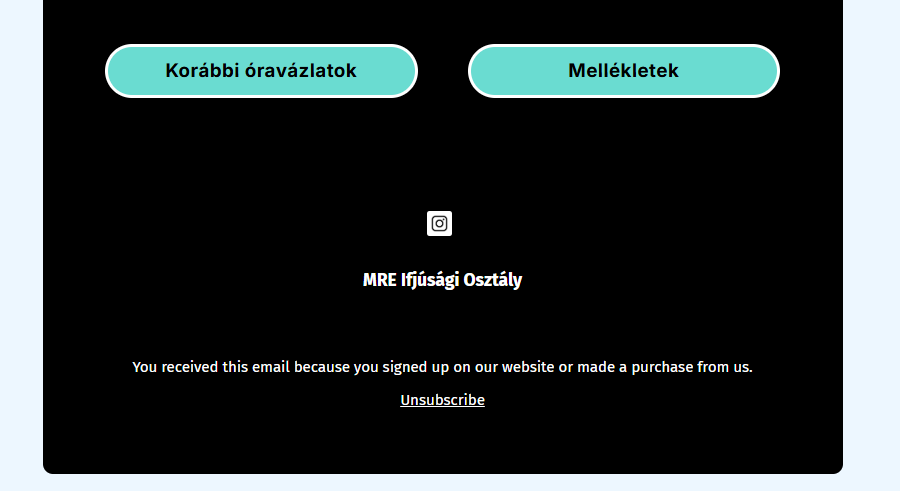 Korábbi óravázlatok
Mellékletek
MRE Ifjúsági Osztály
You received this email because you signed up on our website or made a purchase from us.
Unsubscribe